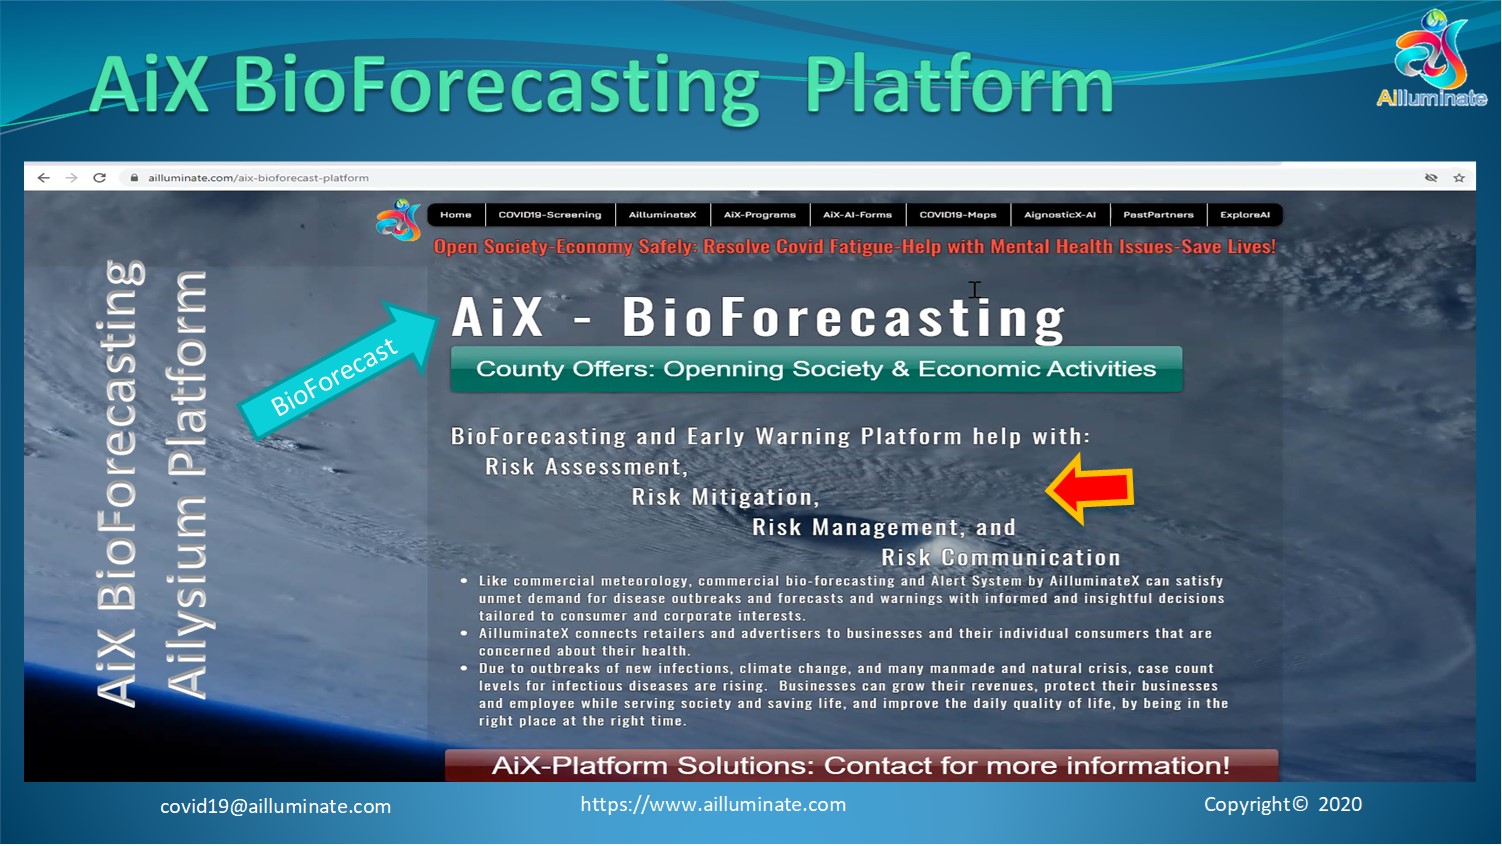 AiX BioForecasting Platform
Ailluminate
ailluminate.com/aix-bioforecast-platform
Home
COVID19-Screening
AilluminateX
AiX-Programs
AiX-AI-Forms
COVID19-Maps
AignosticX-AI
PastPartners
ExploreAI
Open Society-Economy Safely: Resolve Covid Fatigue-Help with Mental Health Issues-Save Lives!
AiX BioForecasting
Ailysium Platform
BioForecast
AiX - BioForecasting
County Offers: Openning Society & Economic Activities
BioForecasting and Early Warning Platform help with:
Risk Assessment,
Risk Mitigation,
Risk Management, and
Risk Communication
• Like commercial meteorology, commercial bio-forecasting and Alert System by AilluminateX can satisfy
unmet demand for disease outbreaks and forecasts and warnings with informed and insightful decisions
tailored to consumer and corporate interests.
• AilluminateX connects retailers and advertisers to businesses and their individual consumers that are
concerned about their health.
• Due to outbreaks of new infections, climate change, and many manmade and natural crisis, case count
levels for infectious diseases are rising. Businesses can grow their revenues, protect their businesses
and employee while serving society and saving life, and improve the daily quality of life, by being in the
right place at the right time.
AiX-Platform Solutions: Contact for more information!
covid19@ailluminate.com
https://www.ailluminate.com
Copyright© 2020